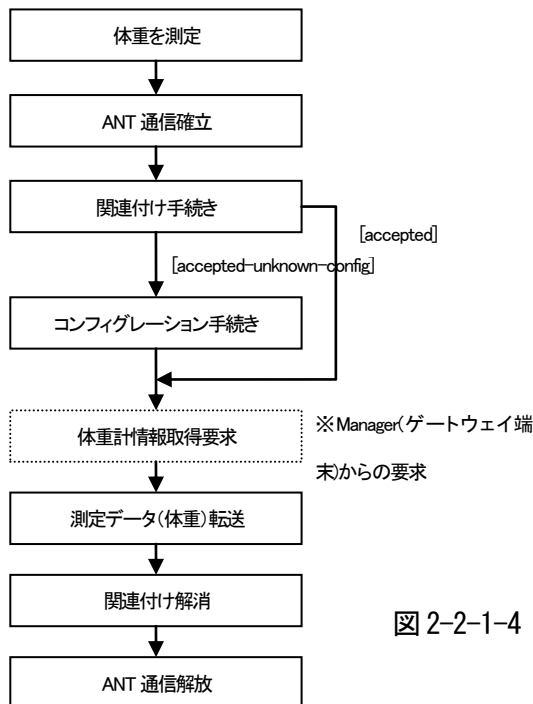 体重を測定
ANT 通信確立
関連付け手続き
[accepted]
[accepted-unknown-config]
コンフィグレーション手続き
体重計情報取得要求
※Manager(ゲートウェイ端
末)からの要求
測定データ(体重)転送
関連付け解消
図 2-2-1-4
ANT 通信解放